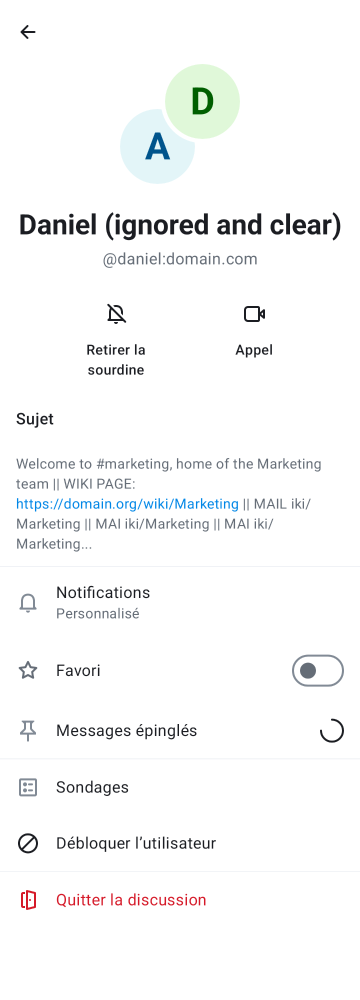 D
A
Daniel (ignored and clear)
@daniel:domain.com
Retirer la
sourdine
Appel
Sujet
Welcome to #marketing, home of the Marketing
team || WIKI PAGE:
https://domain.org/wiki/Marketing || MAIL iki/
Marketing || MAI iki/Marketing || MAI iki/
Marketing...
Notifications
Personnalisé
Favori
Messages épinglés
Sondages
Débloquer l’utilisateur
Quitter la discussion